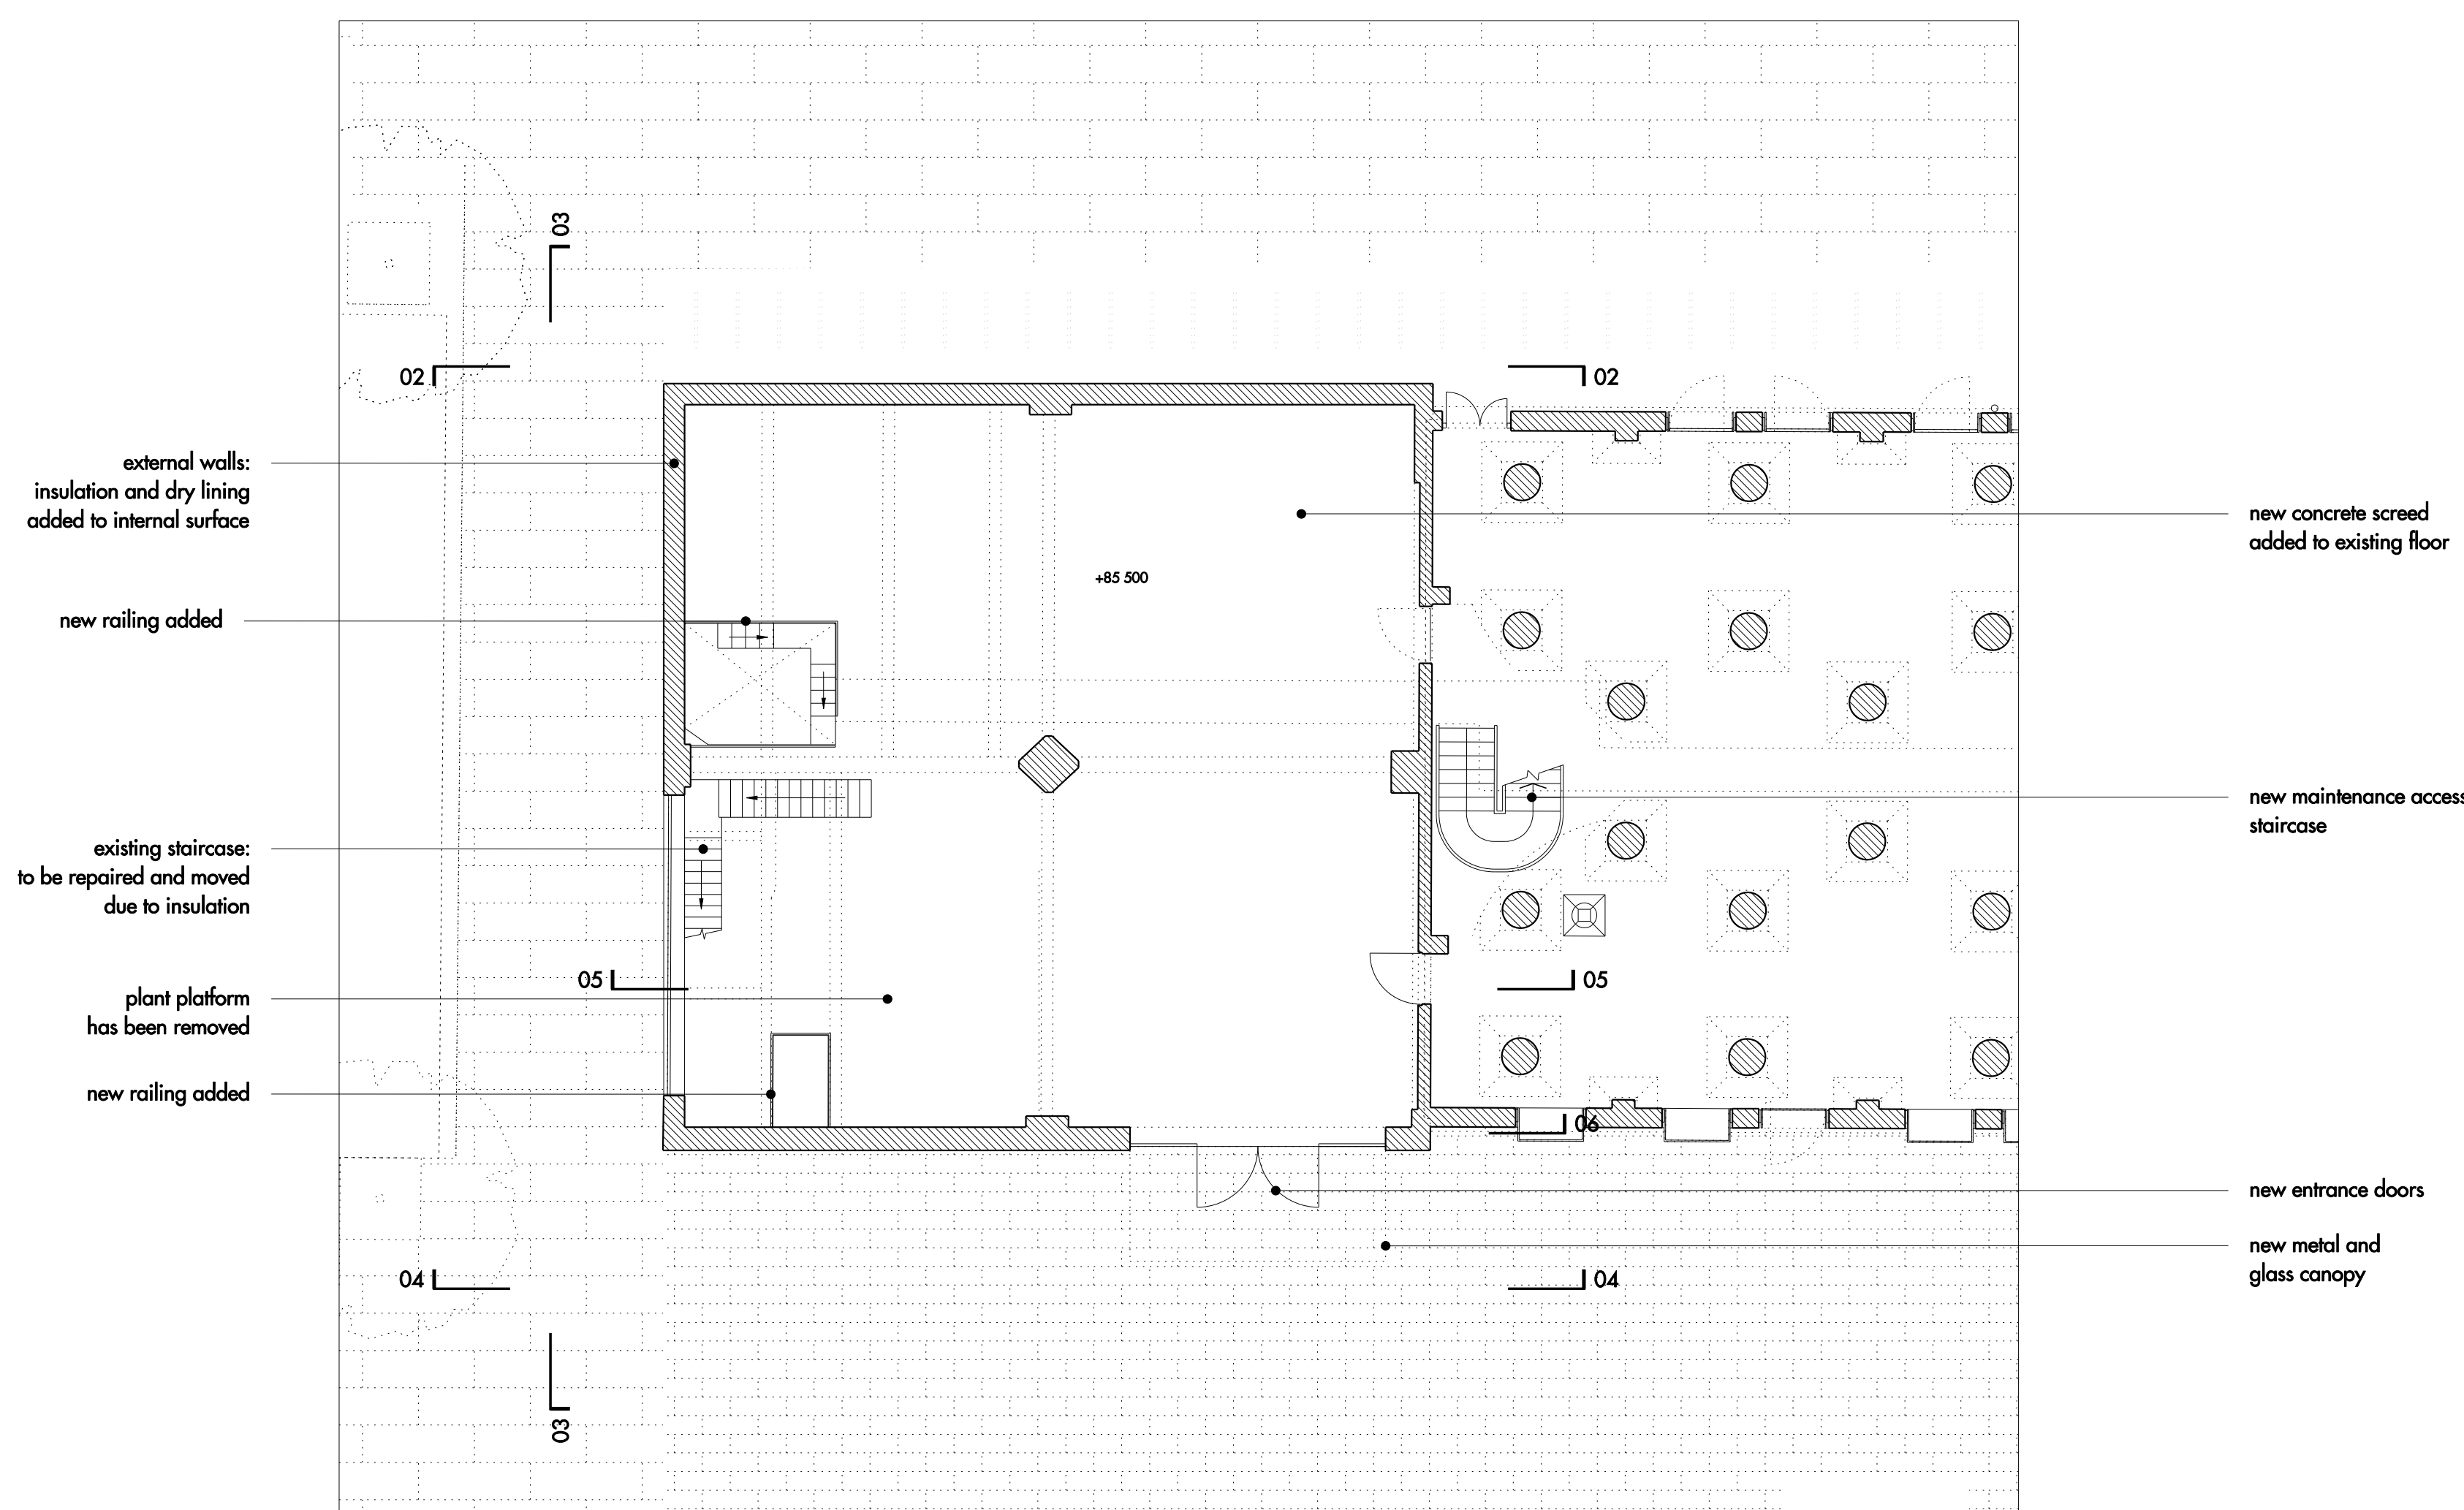 03
02
02
external walls:
insulation and dry lining
added to internal surface
new concrete screed
added to existing floor
+85 500
new railing added
new maintenance access
staircase
existing staircase:
to be repaired and moved
due to insulation
05
05
plant platform
has been removed
new railing added
06
new entrance doors
new metal and
glass canopy
04
04
03